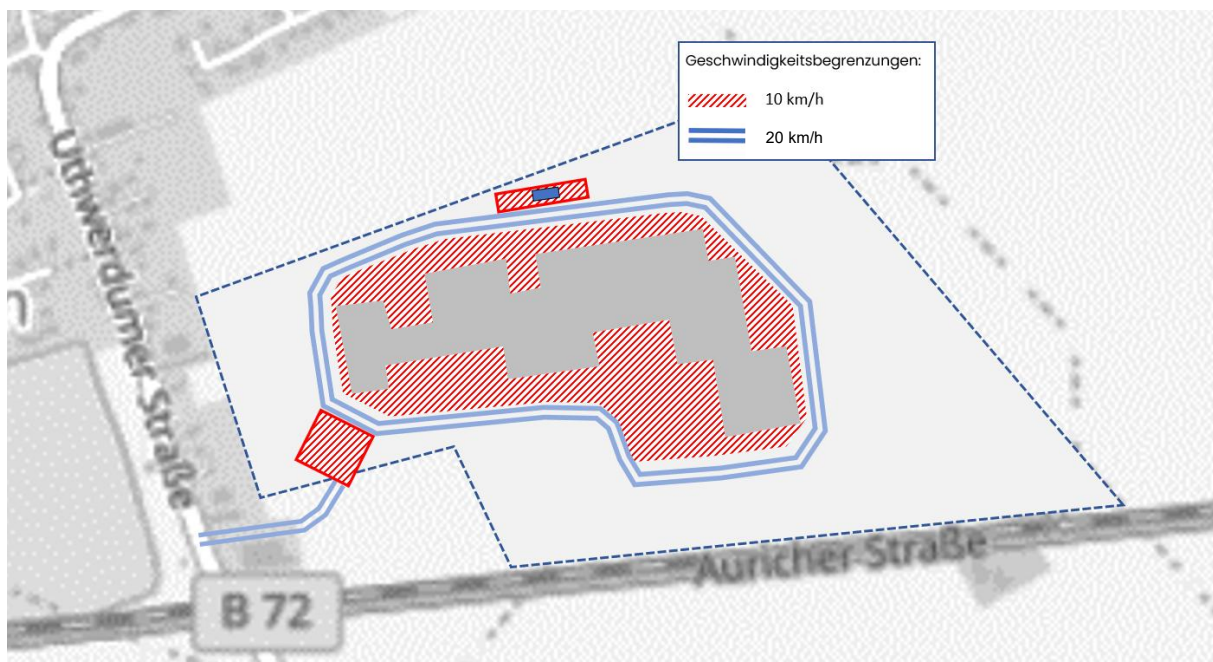 Geschwindigkeitsbegrenzungen:
10 km/h
20 km/h
Uthwerdumer Straße
Auricher Straße
B 72